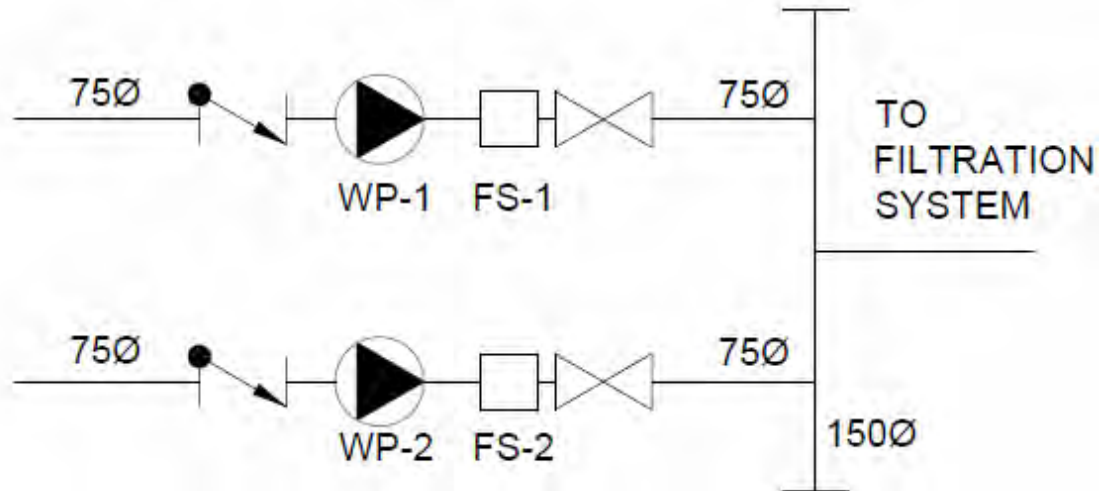 75Ø
75Ø
TO
FILTRATION
SYSTEM
WP-1 FS-1
75Ø
75Ø
WP-2 FS-2
150Ø